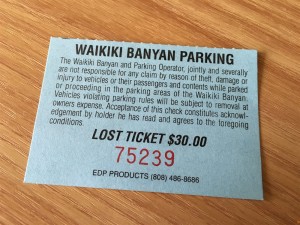 WAIKIKI BANYAN PARKING
The Waikiki Banyan and Parking Operator, jointly and severally
are not responsible for any claim by reason of theft, damage or
injury to vehicles or their passengers and contents while parked
or proceeding in the parking areas of the Waikiki Banyan.
Vehicles violating parking rules will be subject to removal at
owners expense. Acceptance of this check constitutes acknowl-
edgement by holder he has read and agrees to the foregoing
conditions.
LOST TICKET $30.00
75239
EDP PRODUCTS (808) 486-8686